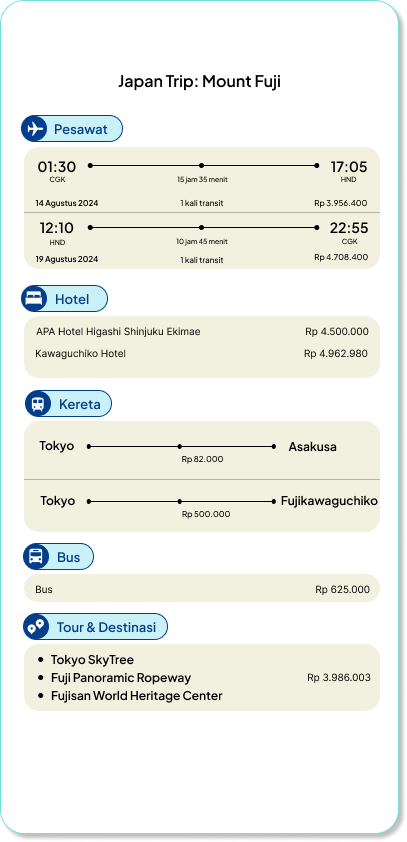 Japan Trip: Mount Fuji
Pesawat
01:30 17:05
CGK 15 jam 35 menit HND
14 Agustus 2024 1 kali transit Rp 3.956.400
12:10 22:55
HND 10 jam 45 menit CGK
19 Agustus 2024 1 kali transit Rp 4.708.400
Hotel
APA Hotel Higashi Shinjuku Ekimae Rp 4.500.000
Kawaguchiko Hotel Rp 4.962.980
Kereta
Tokyo Asakusa
Rp 82.000
Tokyo Fujikawaguchiko
Rp 500.000
Bus
Bus Rp 625.000
Tour & Destinasi
• Tokyo SkyTree
• Fuji Panoramic Ropeway Rp 3.986.003
• Fujisan World Heritage Center